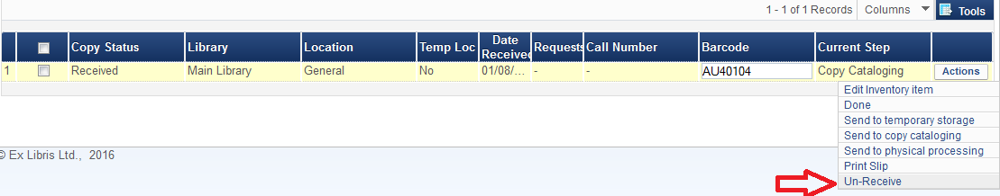 1 - 1 of 1 Records Columns Tools
Copy Status Library Location Temp Loc Date Received Requests Call Number Barcode Current Step
1 Received Main Library General No 01/08/... - - AU40104 Copy Cataloging Actions
Edit Inventory item
Done
Send to temporary storage
Send to copy cataloging
Send to physical processing
Print Slip
Un-Receive
© Ex Libris Ltd., 2016